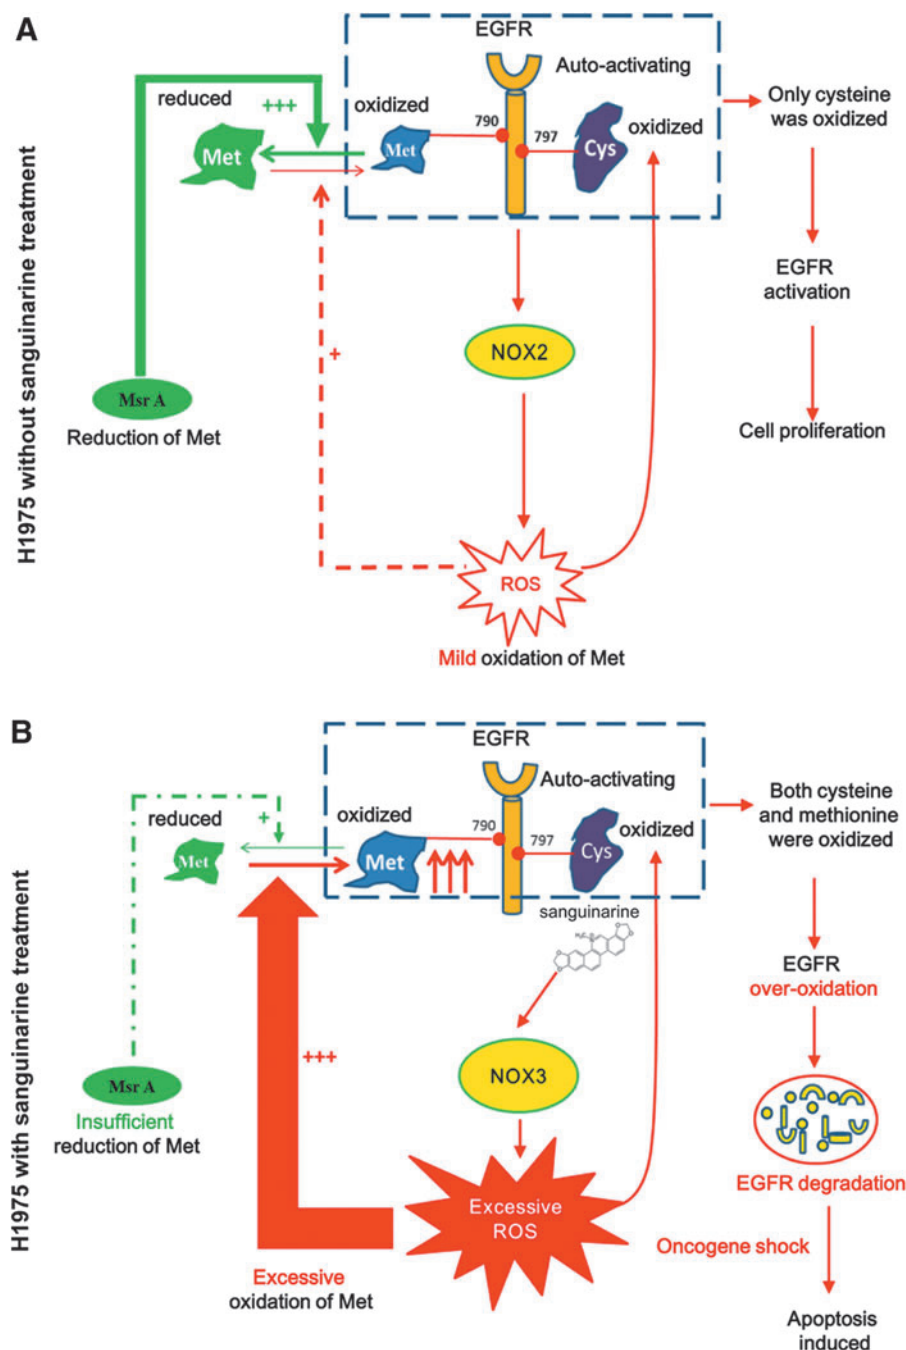 A
H1975 without sanguinarine treatment
EGFR
Auto-activating
reduced
+++
oxidized
790
797
oxidized
Met
Met
Cys
Only cysteine
was oxidized
EGFR
activation
NOX2
+
Msr A
Reduction of Met
Cell proliferation
ROS
Mild oxidation of Met
B
H1975 with sanguinarine treatment
EGFR
Auto-activating
reduced
+
oxidized
790
797
oxidized
Met
Met
Cys
Both cysteine
and methionine
were oxidized
sanguinarine
EGFR
over-oxidation
+++
NOX3
Msr A
Insufficient
reduction of Met
EGFR degradation
Excessive
ROS
Oncogene shock
Excessive
oxidation of Met
Apoptosis
induced